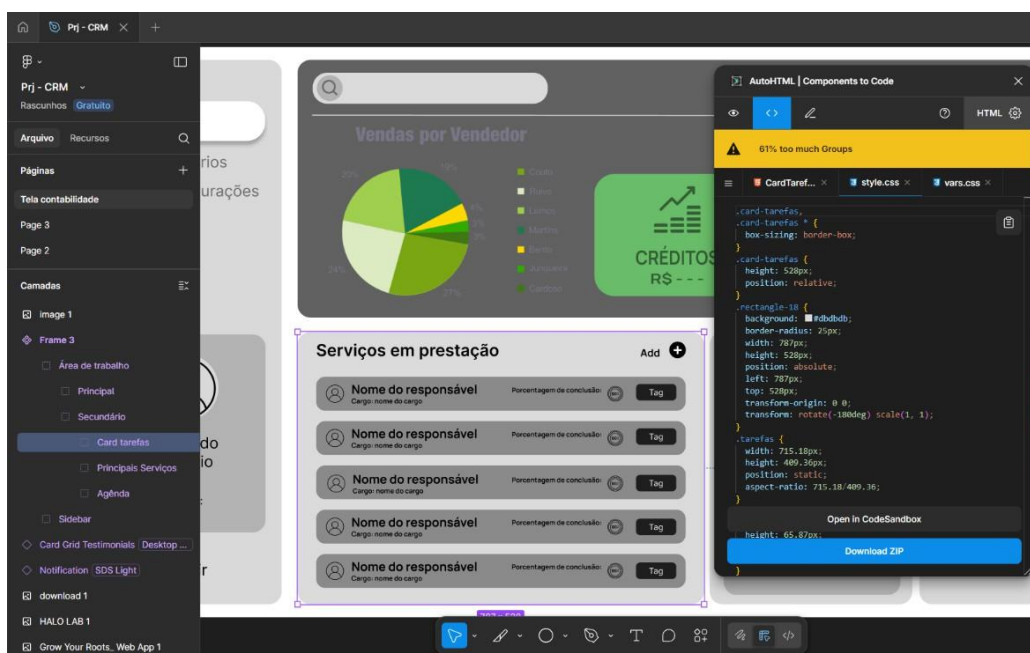 Prj - CRM
Prj - CRM
Rascunhos Gratuito
Arquivo Recursos
Páginas
Tela contabilidade
Page 3
Page 2
Camadas
image 1
Frame 3
Área de trabalho
Principal
Secundário
Card tarefas
Principais Serviços
Agênda
Sidebar
Card Grid Testimonials Desktop ...
Notification SDS Light
download 1
HALO LAB 1
Grow Your Roots_ Web App 1
rios
urações
do
io
r
Vendas por Vendedor
19%
20%
24%
27%
Lemos
Martins
Cardoso
CRÉDITOS
R$ - - -
Serviços em prestação
Add
Nome do responsável
Cargo: nome do cargo
Porcentagem de conclusão:
Tag
Nome do responsável
Cargo: nome do cargo
Porcentagem de conclusão:
Tag
Nome do responsável
Cargo: nome do cargo
Porcentagem de conclusão:
Tag
Nome do responsável
Cargo: nome do cargo
Porcentagem de conclusão:
Tag
Nome do responsável
Cargo: nome do cargo
Porcentagem de conclusão:
Tag
AutoHTML | Components to Code
HTML
61% too much Groups
CardTaref... style.css vars.css
.card-tarefas,
.card-tarefas * {
box-sizing: border-box;
}
.card-tarefas {
height: 528px;
position: relative;
}
.rectangle-18 {
background: #dbdbdb;
border-radius: 25px;
width: 787px;
height: 528px;
position: absolute;
left: 787px;
top: 528px;
transform-origin: 0 0;
transform: rotate(-180deg) scale(1, 1);
}
.tarefas {
width: 715.18px;
height: 409.36px;
position: static;
aspect-ratio: 715.18/409.36;
}
Open in CodeSandbox
height: 65.87px;
Download ZIP
}